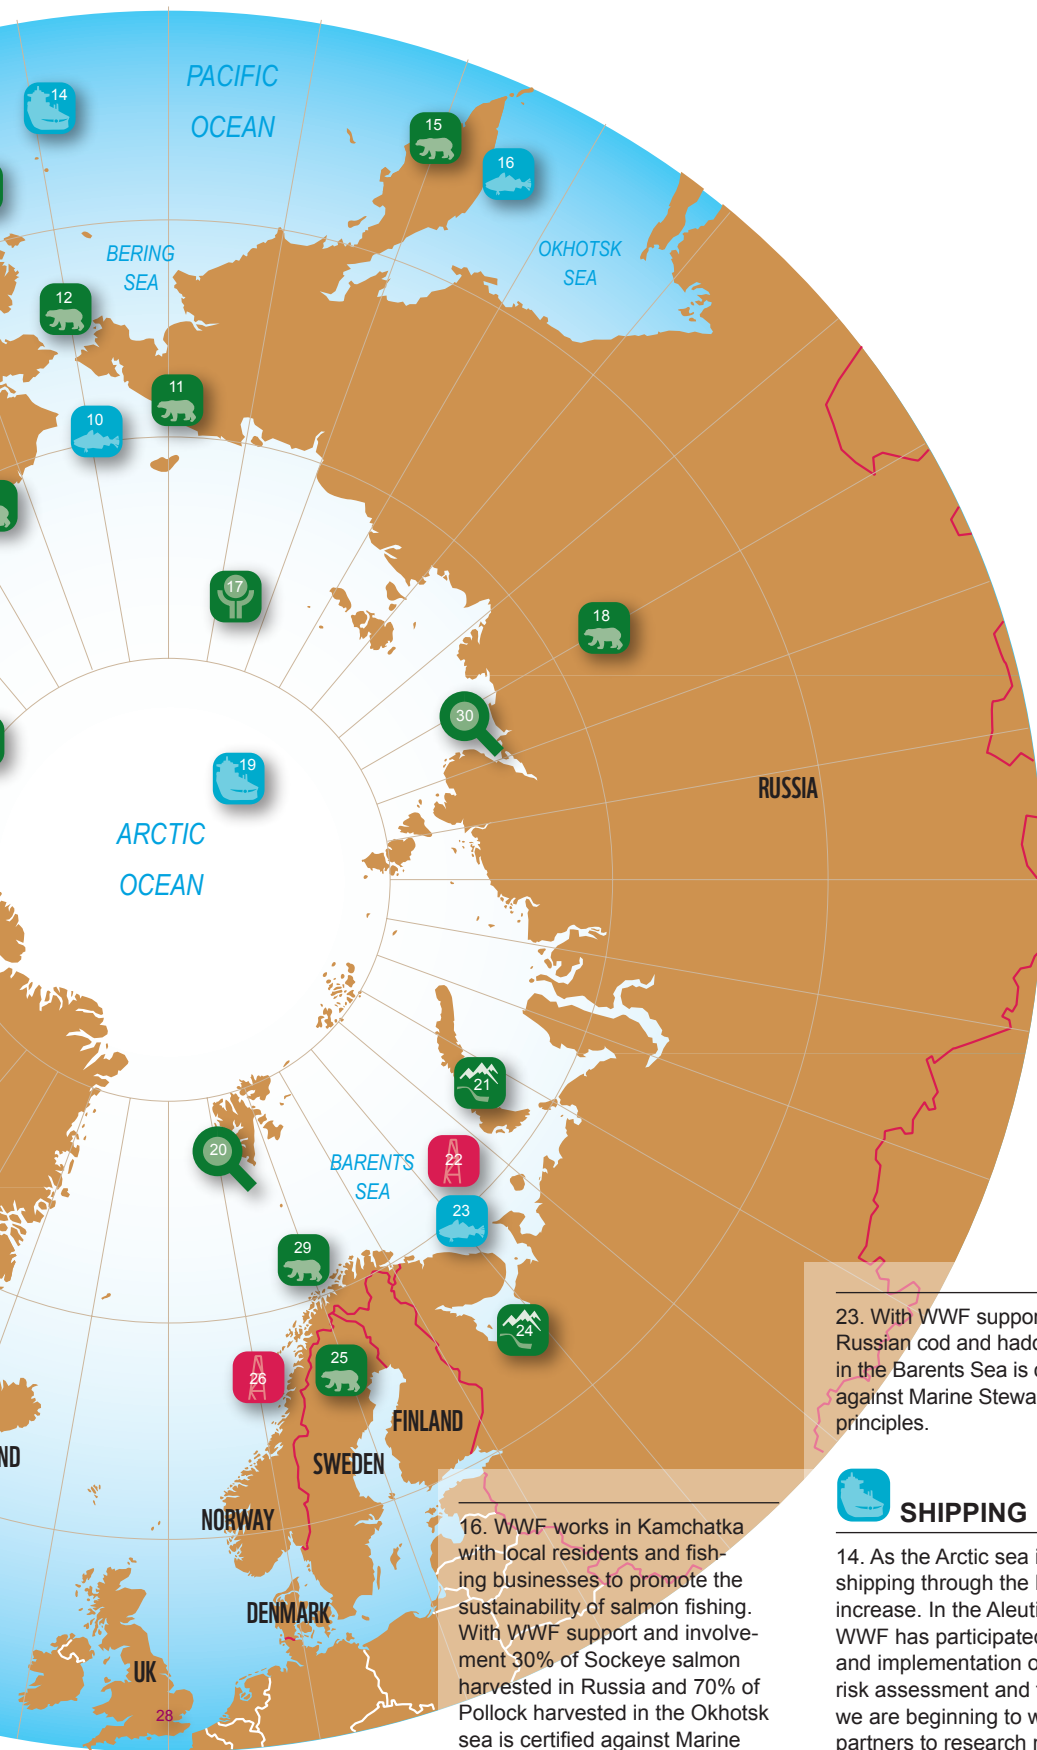 PACIFIC
OCEAN
14
15
16
BERING
SEA
OKHOTSK
SEA
12
11
10
17
18
30
19
RUSSIA
ARCTIC
OCEAN
21
20
22
BARENTS
SEA
23
29
24
25
26
FINLAND
SWEDEN
ND
NORWAY
DENMARK
UK
28
16. WWF works in Kamchatka
with local residents and fish-
ing businesses to promote the
sustainability of salmon fishing.
With WWF support and involve-
ment 30% of Sockeye salmon
harvested in Russia and 70% of
Pollock harvested in the Okhotsk
sea is certified against Marine
23. With WWF suppor
Russian cod and hadd
in the Barents Sea is
against Marine Stewa
principles.
SHIPPING
14. As the Arctic sea i
shipping through the
increase. In the Aleuti
WWF has participated
and implementation o
risk assessment and
we are beginning to w
partners to research